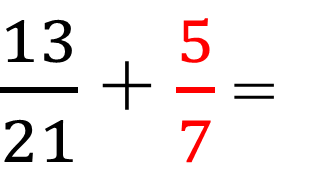 13/21 + 5/7 =